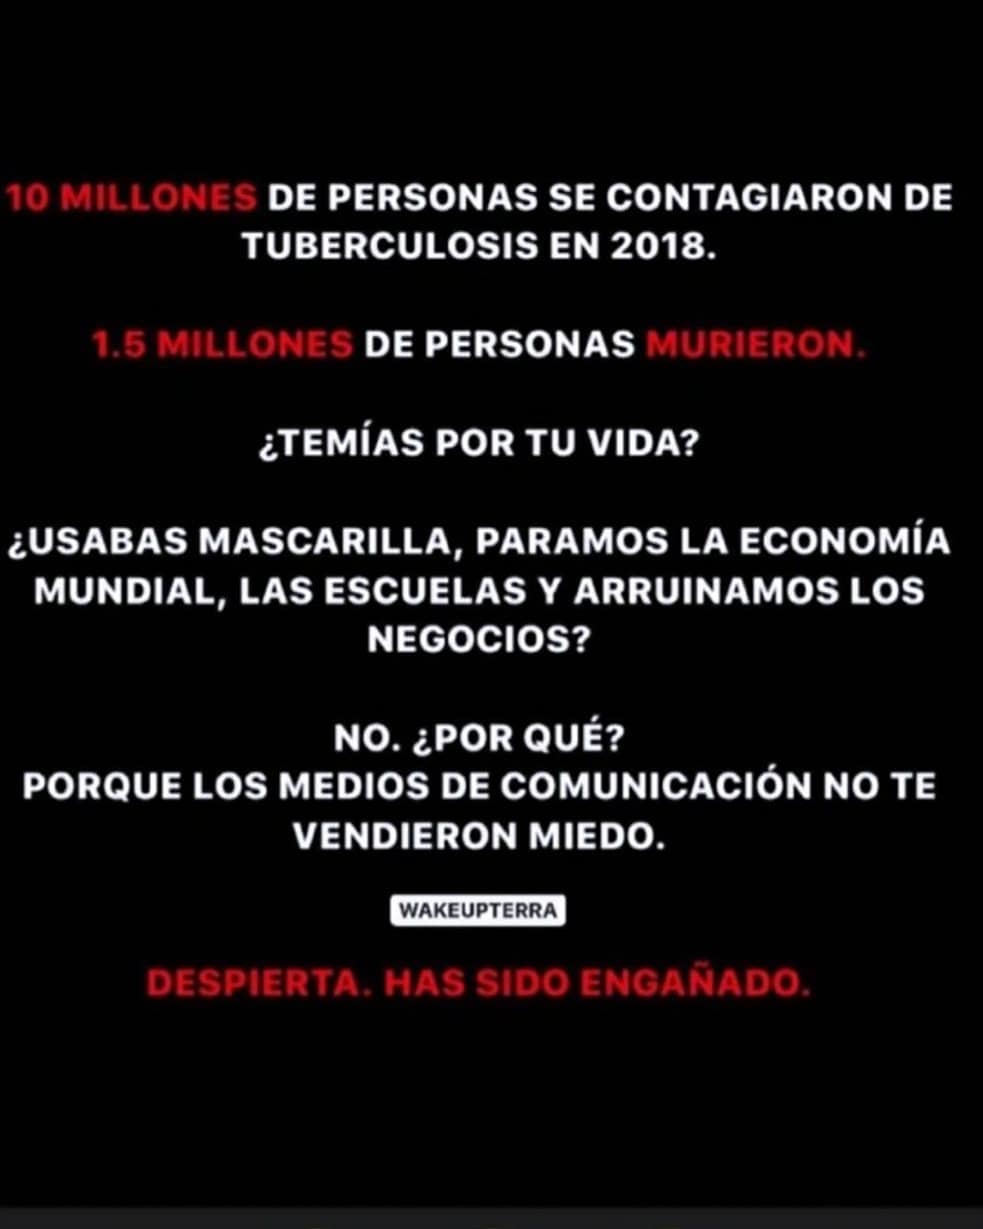 10 MILLONES DE PERSONAS SE CONTAGIARON DE
TUBERCULOSIS EN 2018.
1.5 MILLONES DE PERSONAS MURIERON.
¿TEMÍAS POR TU VIDA?
¿USABAS MASCARILLA, PARAMOS LA ECONOMÍA
MUNDIAL, LAS ESCUELAS Y ARRUINAMOS LOS
NEGOCIOS?
NO. ¿POR QUÉ?
PORQUE LOS MEDIOS DE COMUNICACIÓN NO TE
VENDIERON MIEDO.
WAKEUPTERRA
DESPIERTA. HAS SIDO ENGAÑADO.